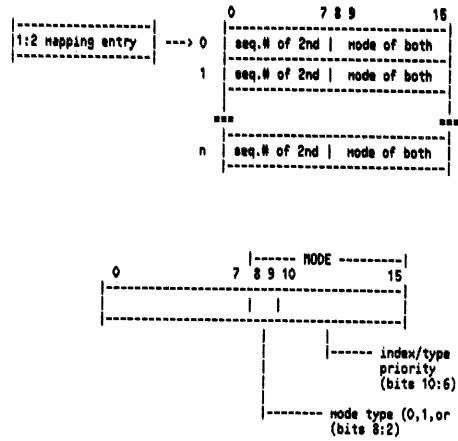 0 7 8 9 15
1:2 mapping entry ---> 0 seq.# of 2nd | mode of both
1 seq.# of 2nd | mode of both
n seq.# of 2nd | mode of both
MODE
0 7 8 9 10 15
index/type
priority
(bits 10:6)
mode type (0,1,or
(bits 8:2)